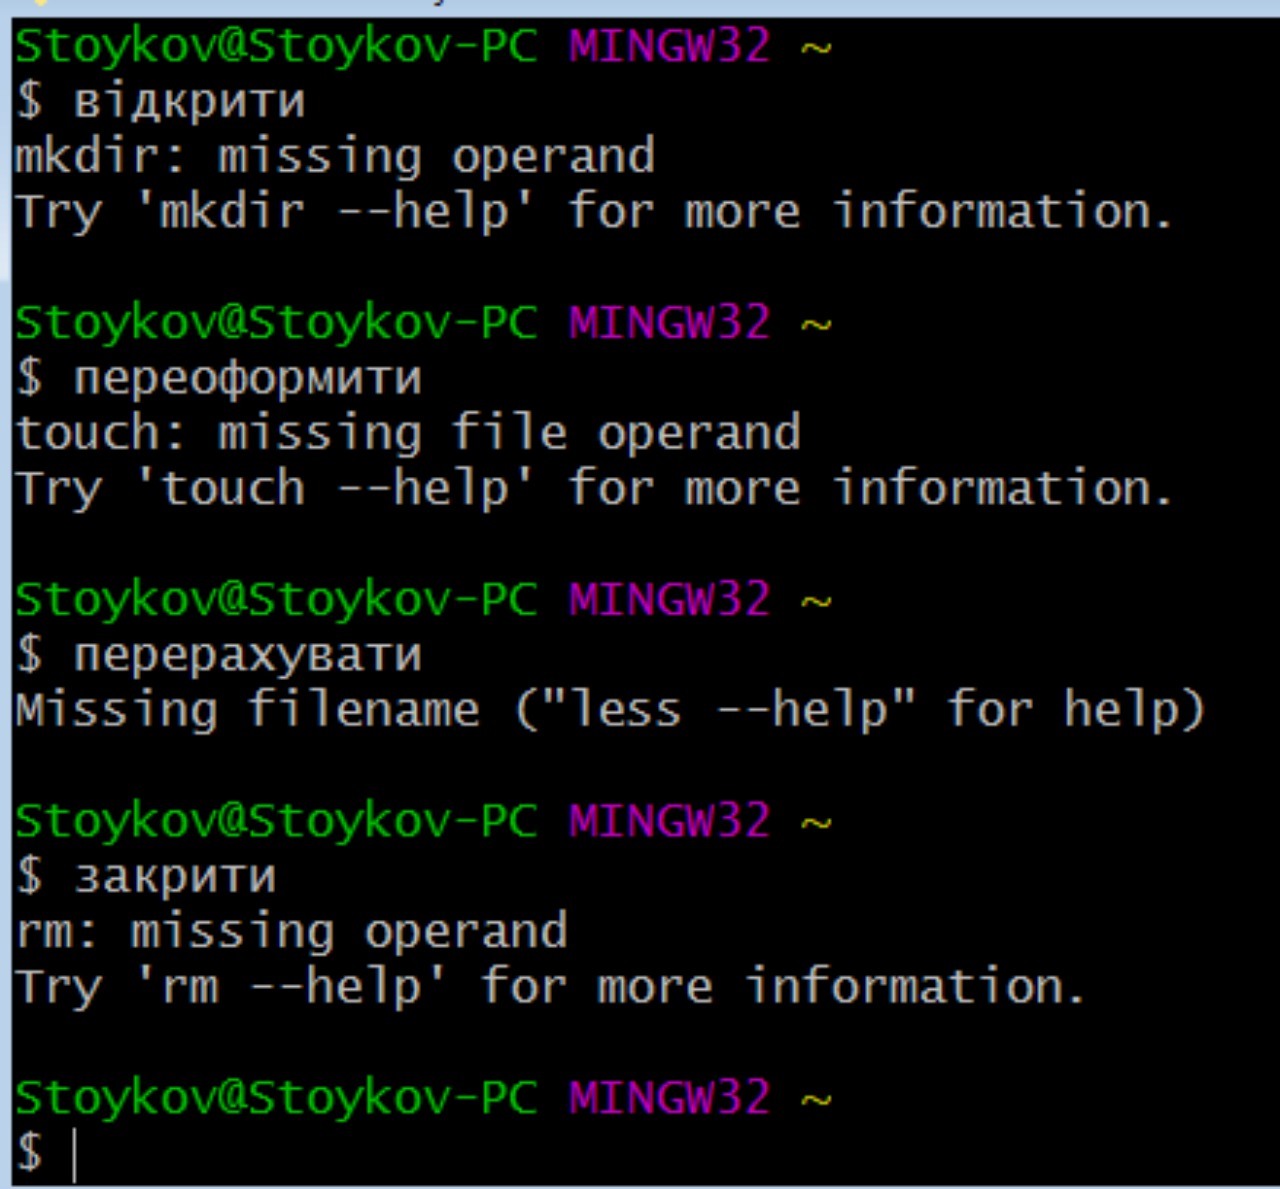 Stoykov@Stoykov-PC MINGW32 ~
$ відкрити
mkdir: missing operand
Try 'mkdir --help' for more information.
Stoykov@Stoykov-PC MINGW32 ~
$ переоформити
touch: missing file operand
Try 'touch --help' for more information.
Stoykov@Stoykov-PC MINGW32 ~
$ перерахувати
Missing filename ("less --help" for help)
Stoykov@Stoykov-PC MINGW32 ~
$ закрити
rm: missing operand
Try 'rm --help' for more information.
Stoykov@Stoykov-PC MINGW32 ~
$